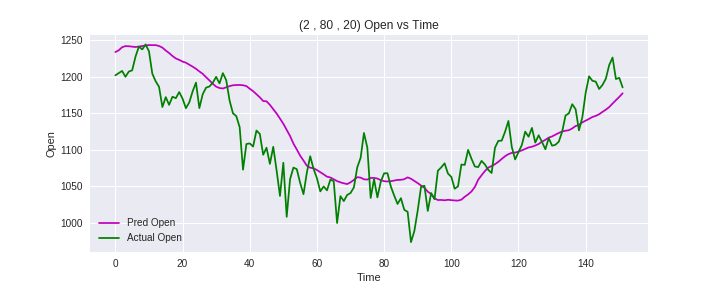 (2 , 80 , 20) Open vs Time
Open
1250
1200
1150
1100
1050
1000
Pred Open
Actual Open
0 20 40 60 80 100 120 140
Time